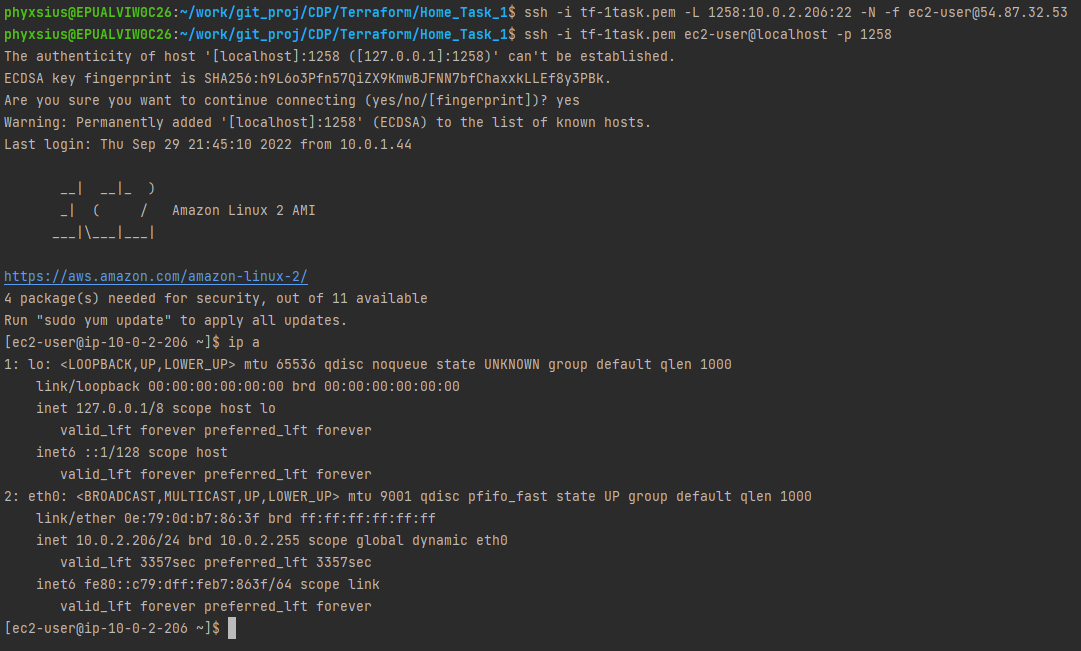 phyxsius@EPUALVIW0C26:~/work/git_proj/CDP/Terraform/Home_Task_1$ ssh -i tf-1task.pem -L 1258:10.0.2.206:22 -N -f ec2-user@54.87.32.53
phyxsius@EPUALVIW0C26:~/work/git_proj/CDP/Terraform/Home_Task_1$ ssh -i tf-1task.pem ec2-user@localhost -p 1258
The authenticity of host '[localhost]:1258 ([127.0.0.1]:1258)' can't be established.
ECDSA key fingerprint is SHA256:h9L6o3Pfn57QiZX9KmwBJFNN7bfChaxxkLLEf8y3PBk.
Are you sure you want to continue connecting (yes/no/[fingerprint])? yes
Warning: Permanently added '[localhost]:1258' (ECDSA) to the list of known hosts.
Last login: Thu Sep 29 21:45:10 2022 from 10.0.1.44
       __|  __|_  )
       _|  (     /   Amazon Linux 2 AMI
      ___|\___|___|
https://aws.amazon.com/amazon-linux-2/
4 package(s) needed for security, out of 11 available
Run "sudo yum update" to apply all updates.
[ec2-user@ip-10-0-2-206 ~]$ ip a
1: lo: <LOOPBACK,UP,LOWER_UP> mtu 65536 qdisc noqueue state UNKNOWN group default qlen 1000
    link/loopback 00:00:00:00:00:00 brd 00:00:00:00:00:00
    inet 127.0.0.1/8 scope host lo
       valid_lft forever preferred_lft forever
    inet6 ::1/128 scope host
       valid_lft forever preferred_lft forever
2: eth0: <BROADCAST,MULTICAST,UP,LOWER_UP> mtu 9001 qdisc pfifo_fast state UP group default qlen 1000
    link/ether 0e:79:0d:b7:86:3f brd ff:ff:ff:ff:ff:ff
    inet 10.0.2.206/24 brd 10.0.2.255 scope global dynamic eth0
       valid_lft 3357sec preferred_lft 3357sec
    inet6 fe80::c79:dff:feb7:863f/64 scope link
       valid_lft forever preferred_lft forever
[ec2-user@ip-10-0-2-206 ~]$